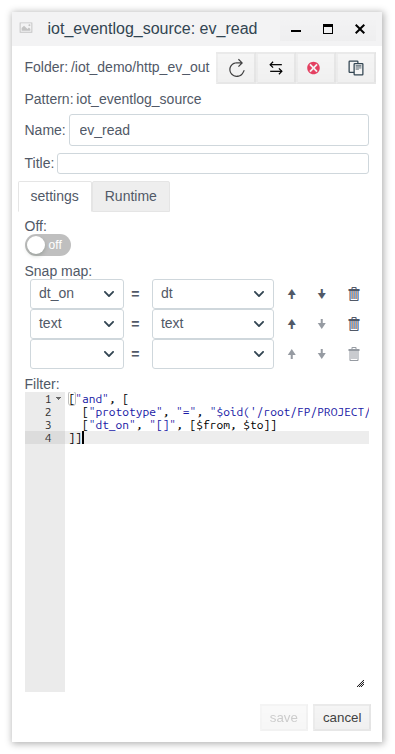 iot_eventlog_source: ev_read
Folder: /iot_demo/http_ev_out
Pattern: iot_eventlog_source
Name: ev_read
Title:
settings Runtime
Off:
off
Snap map:
dt_on = dt
text = text
=
Filter:
1 ["and", [
2 ["prototype", "=", "$oid('/root/FP/PROJECT/
3 ["dt_on", "[]", [$from, $to]]
4 ]]
save cancel